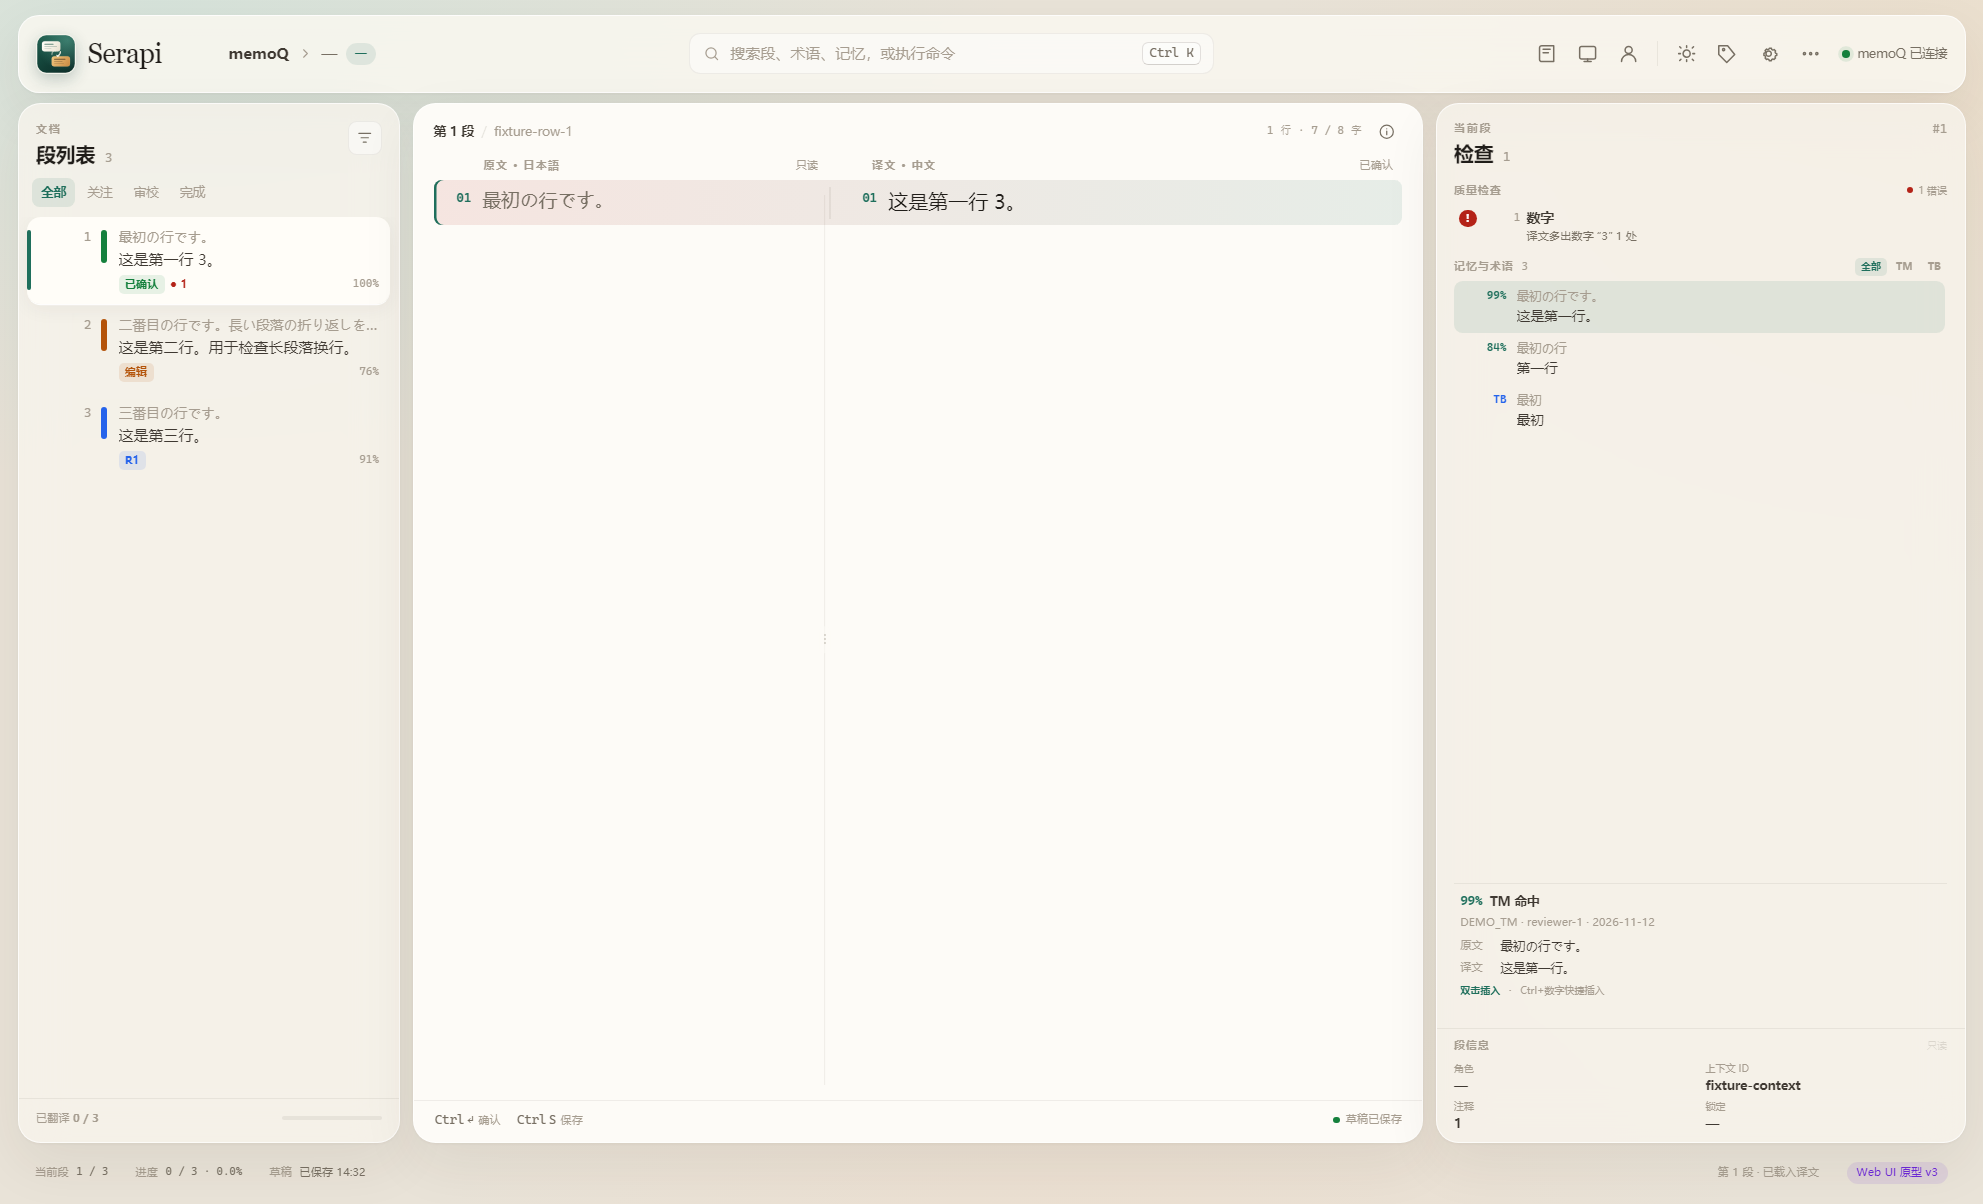 Serapi
memoQ › — —
搜索段、术语、记忆，或执行命令 Ctrl K
memoQ 已连接
文档
段列表 3
全部 关注 审校 完成
1 最初の行です。
这是第一行 3。
已确认 • 1 100%
2 二番目の行です。長い段落の折り返しを...
这是第二行。用于检查长段落换行。
编辑 76%
3 三番目の行です。
这是第三行。
R1 91%
已翻译 0 / 3
第 1 段 / fixture-row-1 1 行 · 7 / 8 字
原文 • 日本語 只读 译文 • 中文 已确认
01 最初の行です。 01 这是第一行 3。
Ctrl ↵ 确认 Ctrl S 保存 草稿已保存
当前段 #1
检查 1
质量检查 1 错误
1 数字
译文多出数字 “3” 1 处
记忆与术语 3 全部 TM TB
99% 最初の行です。
这是第一行。
84% 最初の行
第一行
TB 最初
最初
99% TM 命中
DEMO_TM · reviewer-1 · 2026-11-12
原文 最初の行です。
译文 这是第一行。
双击插入 · Ctrl+数字快捷插入
段信息 只读
角色 上下文 ID
— fixture-context
注释 锁定
1 —
当前段 1 / 3 进度 0 / 3 · 0.0% 草稿 已保存 14:32 第 1 段 · 已载入译文 Web UI 原型 v3